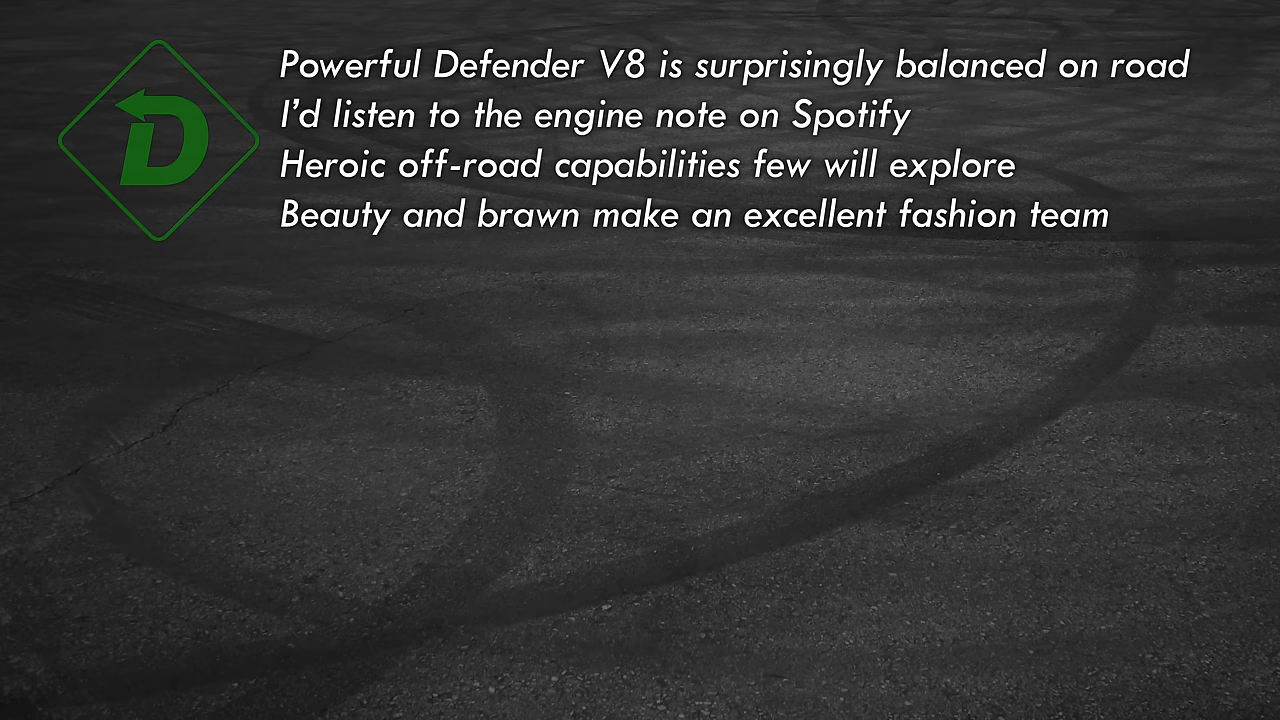 D
Powerful Defender V8 is surprisingly balanced on road
I’d listen to the engine note on Spotify
Heroic off-road capabilities few will explore
Beauty and brawn make an excellent fashion team